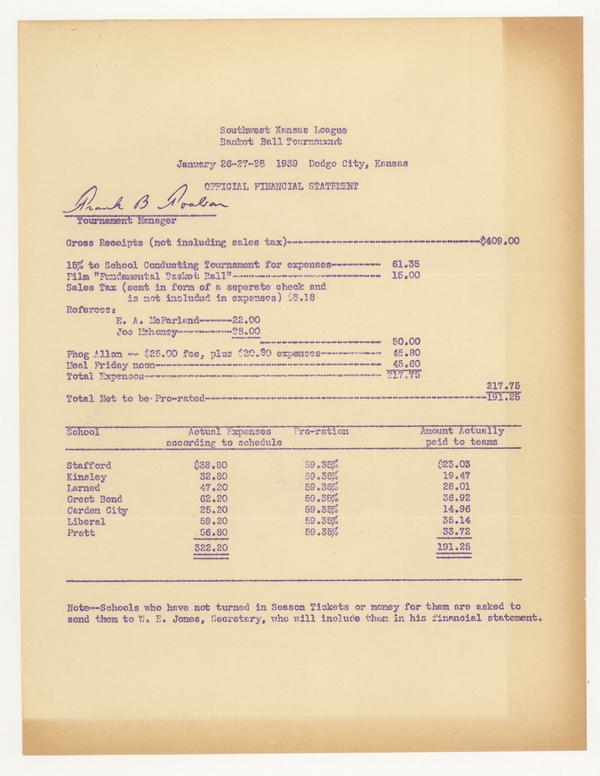 Southwest Kansas League
Basket Ball Tournament
January 26-27-28 1939 Dodge City, Kansas
OFFICIAL FINANCIAL STATEMENT
Frank B
Tournament Manager
Gross Receipts (not including sales tax)------------------------------$409.00
15% to School Conducting Tournament for expenses---------- 61.35
Film "Fundamental Basket Ball"------------------------------ 15.00
Sales Tax (sent in form of a seperate check and
is not included in expenses) $8.18
Referees:
E. A. McFarland-------22.00
Joe Mahoney-----------28.00
------------------------ 50.00
Phog Allen -- $25.00 fee, plus $20.80 expenses------------ 45.80
Meal Friday noon------------------------------------------ 45.60
Total Expenses-------------------------------------------- 217.75
217.75
Total Net to be Pro-rated--------------------------------------------191.25
School Actual Expenses Pro-ration Amount Actually
according to schedule paid to teams
Stafford $38.80 59.35% $23.03
Kinsley 32.80 59.35% 19.47
Larned 47.20 59.35% 28.01
Great Bend 62.20 59.35% 36.92
Garden City 25.20 59.35% 14.96
Liberal 59.20 59.35% 35.14
Pratt 56.80 59.35% 33.72
322.20 191.25
Note--Schools who have not turned in Season Tickets or money for them are asked to
send them to W. E. Jones, Secretary, who will include them in his financial statement.